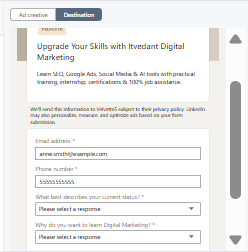 Ad creative
Destination
Upgrade Your Skills with Itvedant Digital
Marketing
Learn SEO, Google Ads, Social Media & AI tools with practical
training, internship, certifications & 100% job assistance.
We'll send this information to Velvette5 subject to their privacy policy. LinkedIn
may also personalize, measure, and optimize ads based on your form
submission.
Email address *
anne.smith@example.com
Phone number *
55555555555
What best describes your current status? *
Please select a response
Why do you want to learn Digital Marketing? *
Please select a response